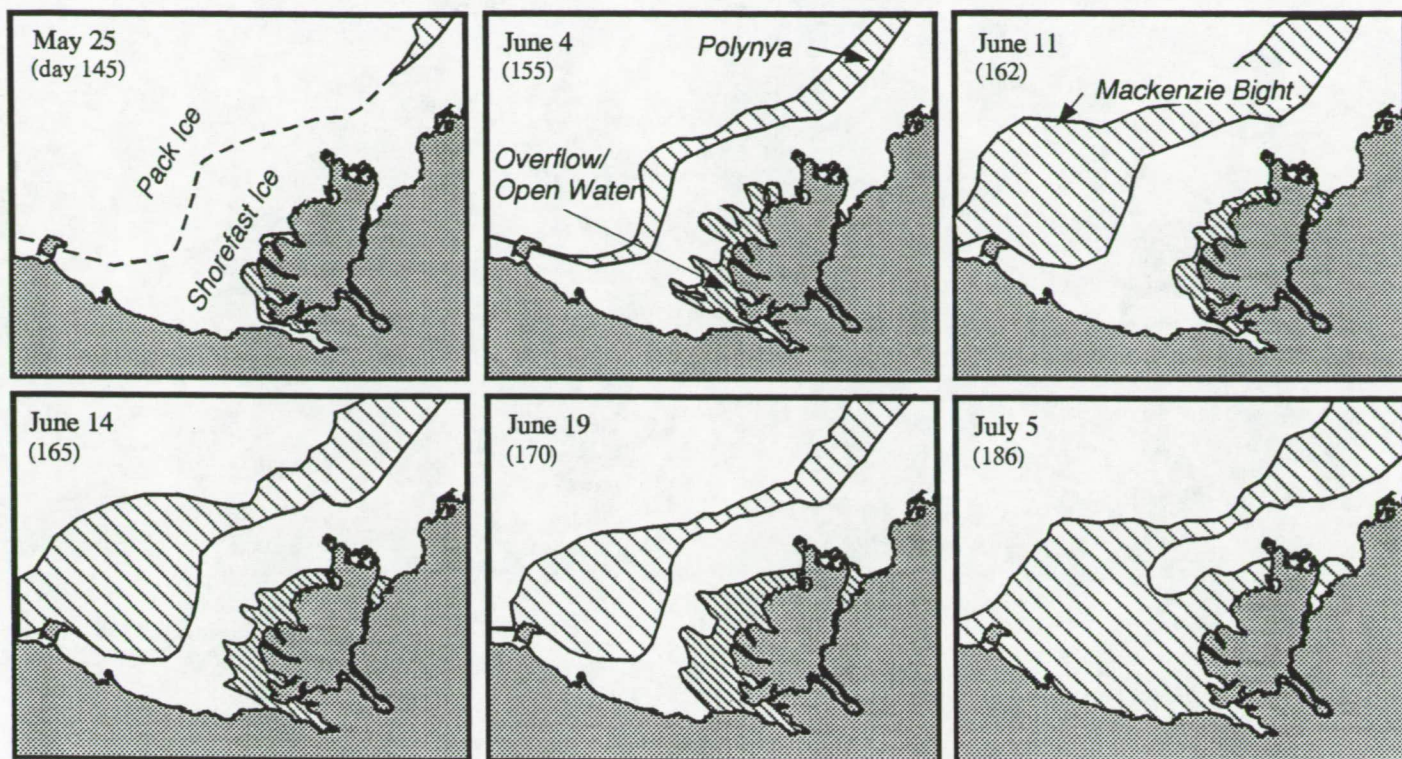 May 25
(day 145)
Pack Ice
Shorefast Ice
June 4
(155)
Polynya
Overflow/
Open Water
June 11
(162)
Mackenzie Bight
June 14
(165)
June 19
(170)
July 5
(186)